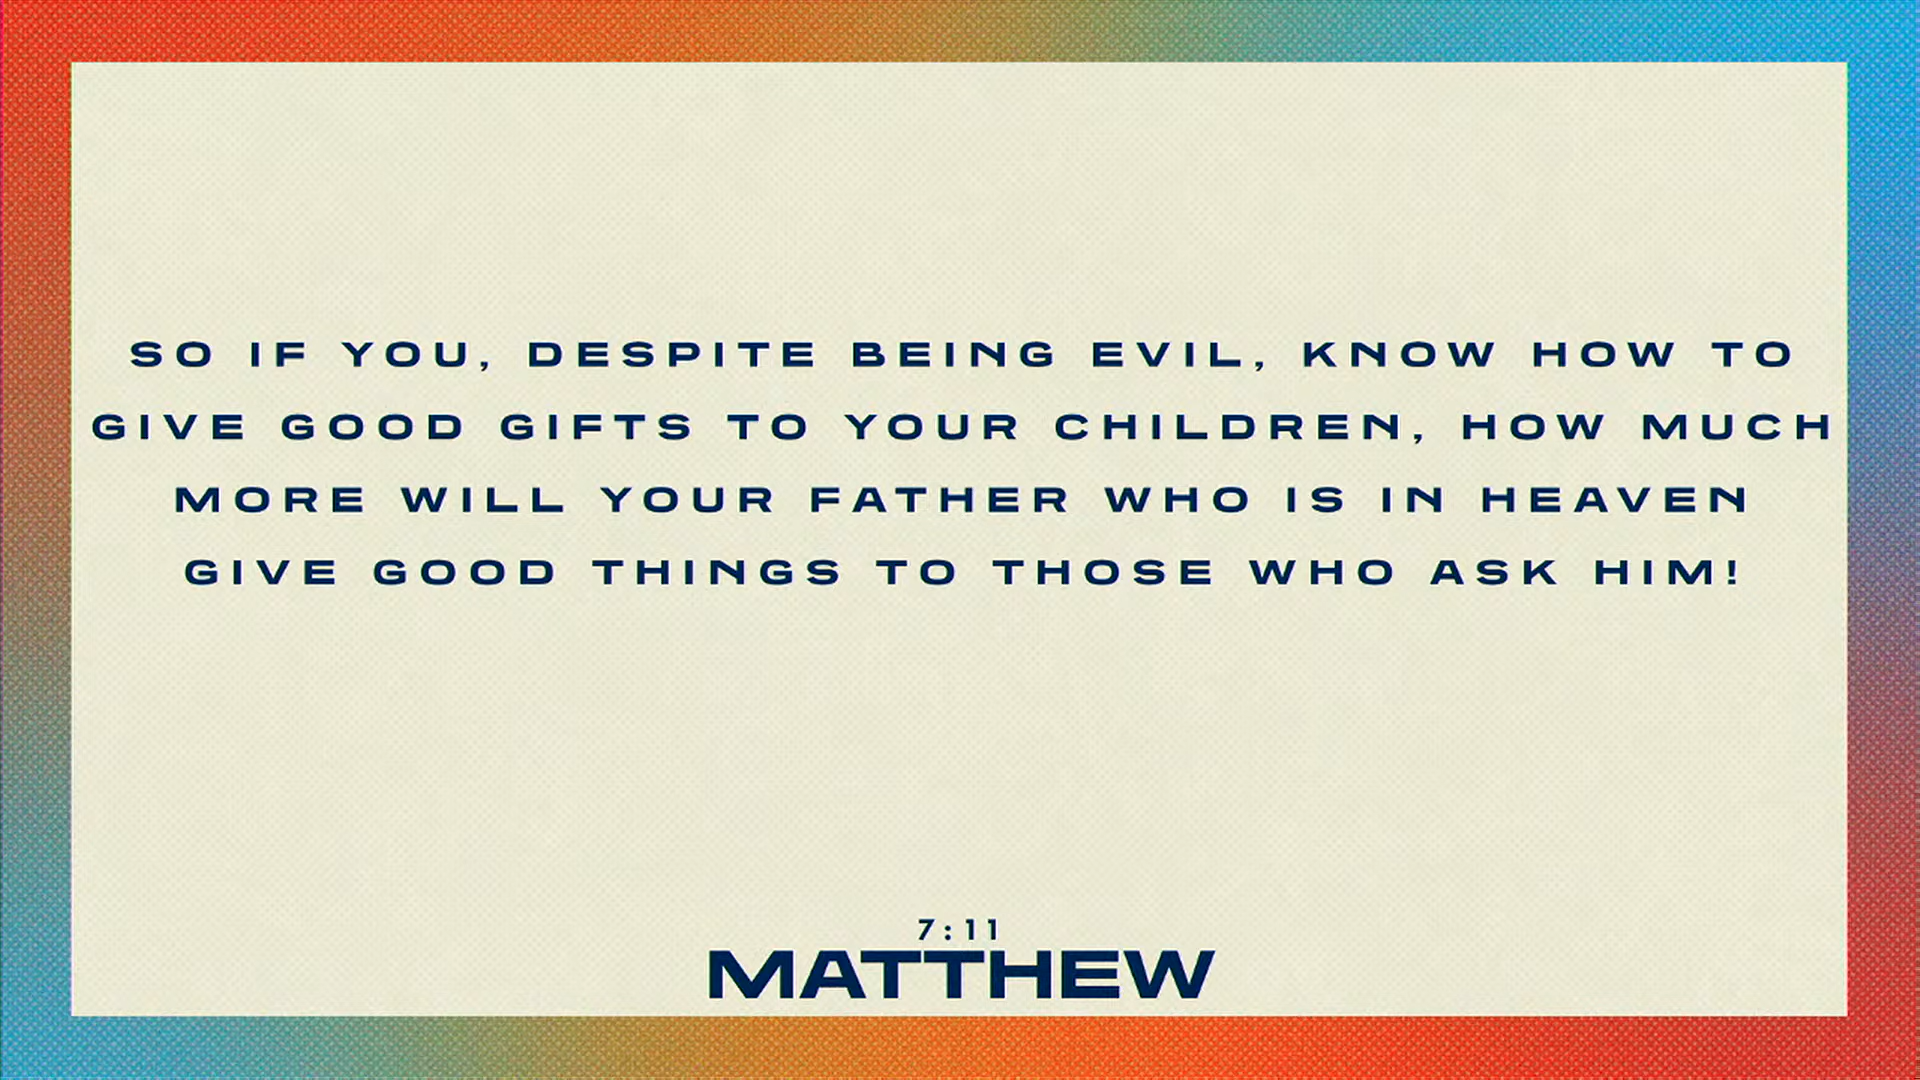 SO IF YOU, DESPITE BEING EVIL, KNOW HOW TO
GIVE GOOD GIFTS TO YOUR CHILDREN, HOW MUCH
MORE WILL YOUR FATHER WHO IS IN HEAVEN
GIVE GOOD THINGS TO THOSE WHO ASK HIM!
7:11
MATTHEW